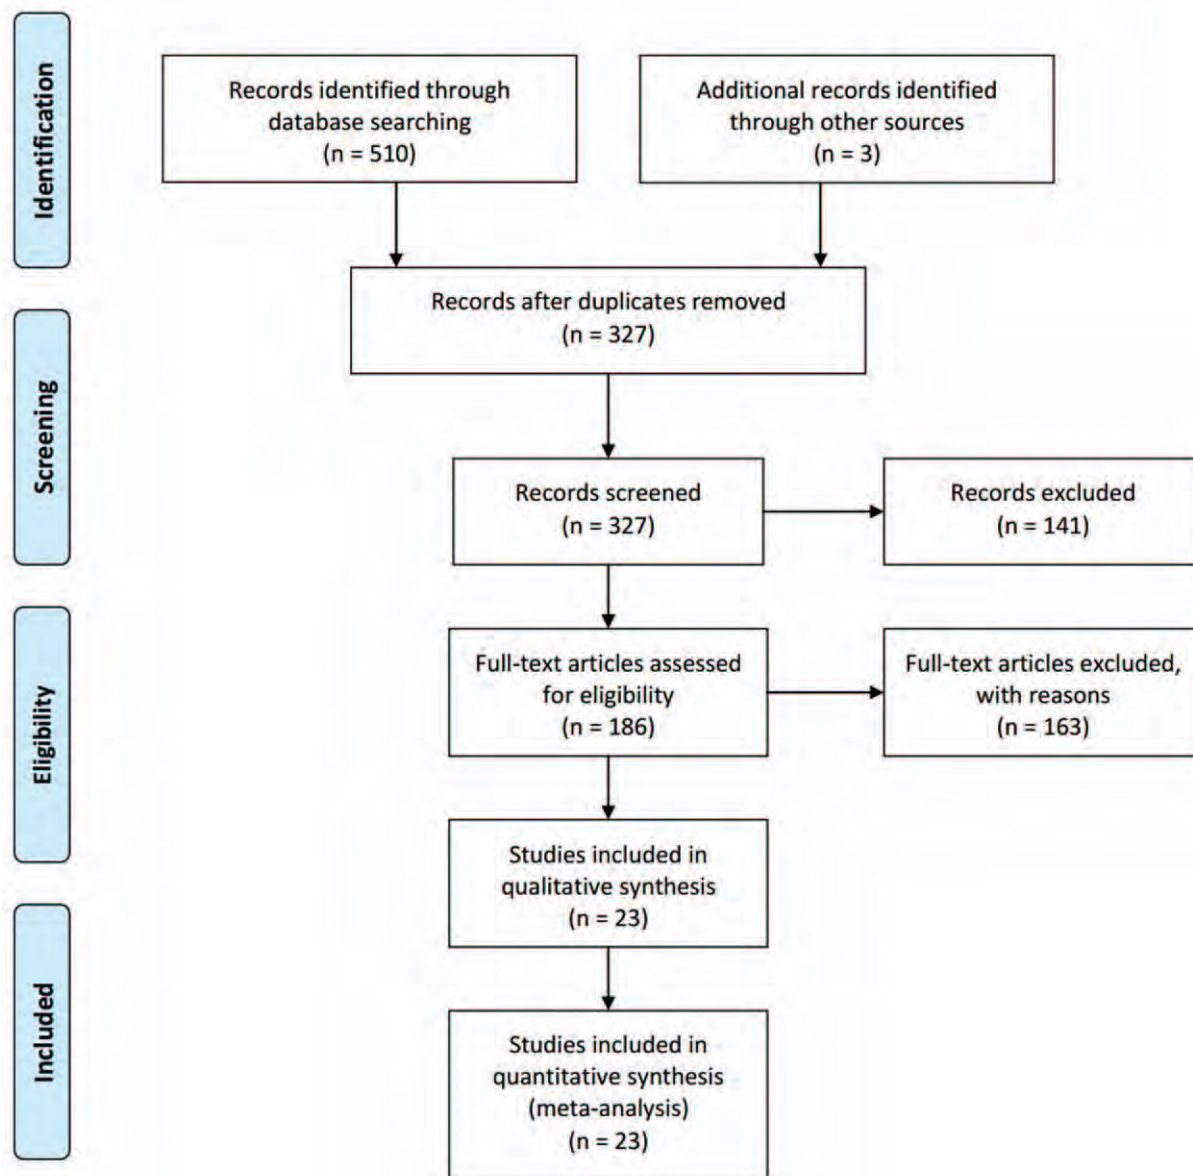 Identification
Records identified through
database searching
(n = 510)
Additional records identified
through other sources
(n = 3)
Records after duplicates removed
(n = 327)
Screening
Records screened
(n = 327)
Records excluded
(n = 141)
Eligibility
Full-text articles assessed
for eligibility
(n = 186)
Full-text articles excluded,
with reasons
(n = 163)
Studies included in
qualitative synthesis
(n = 23)
Included
Studies included in
quantitative synthesis
(meta-analysis)
(n = 23)